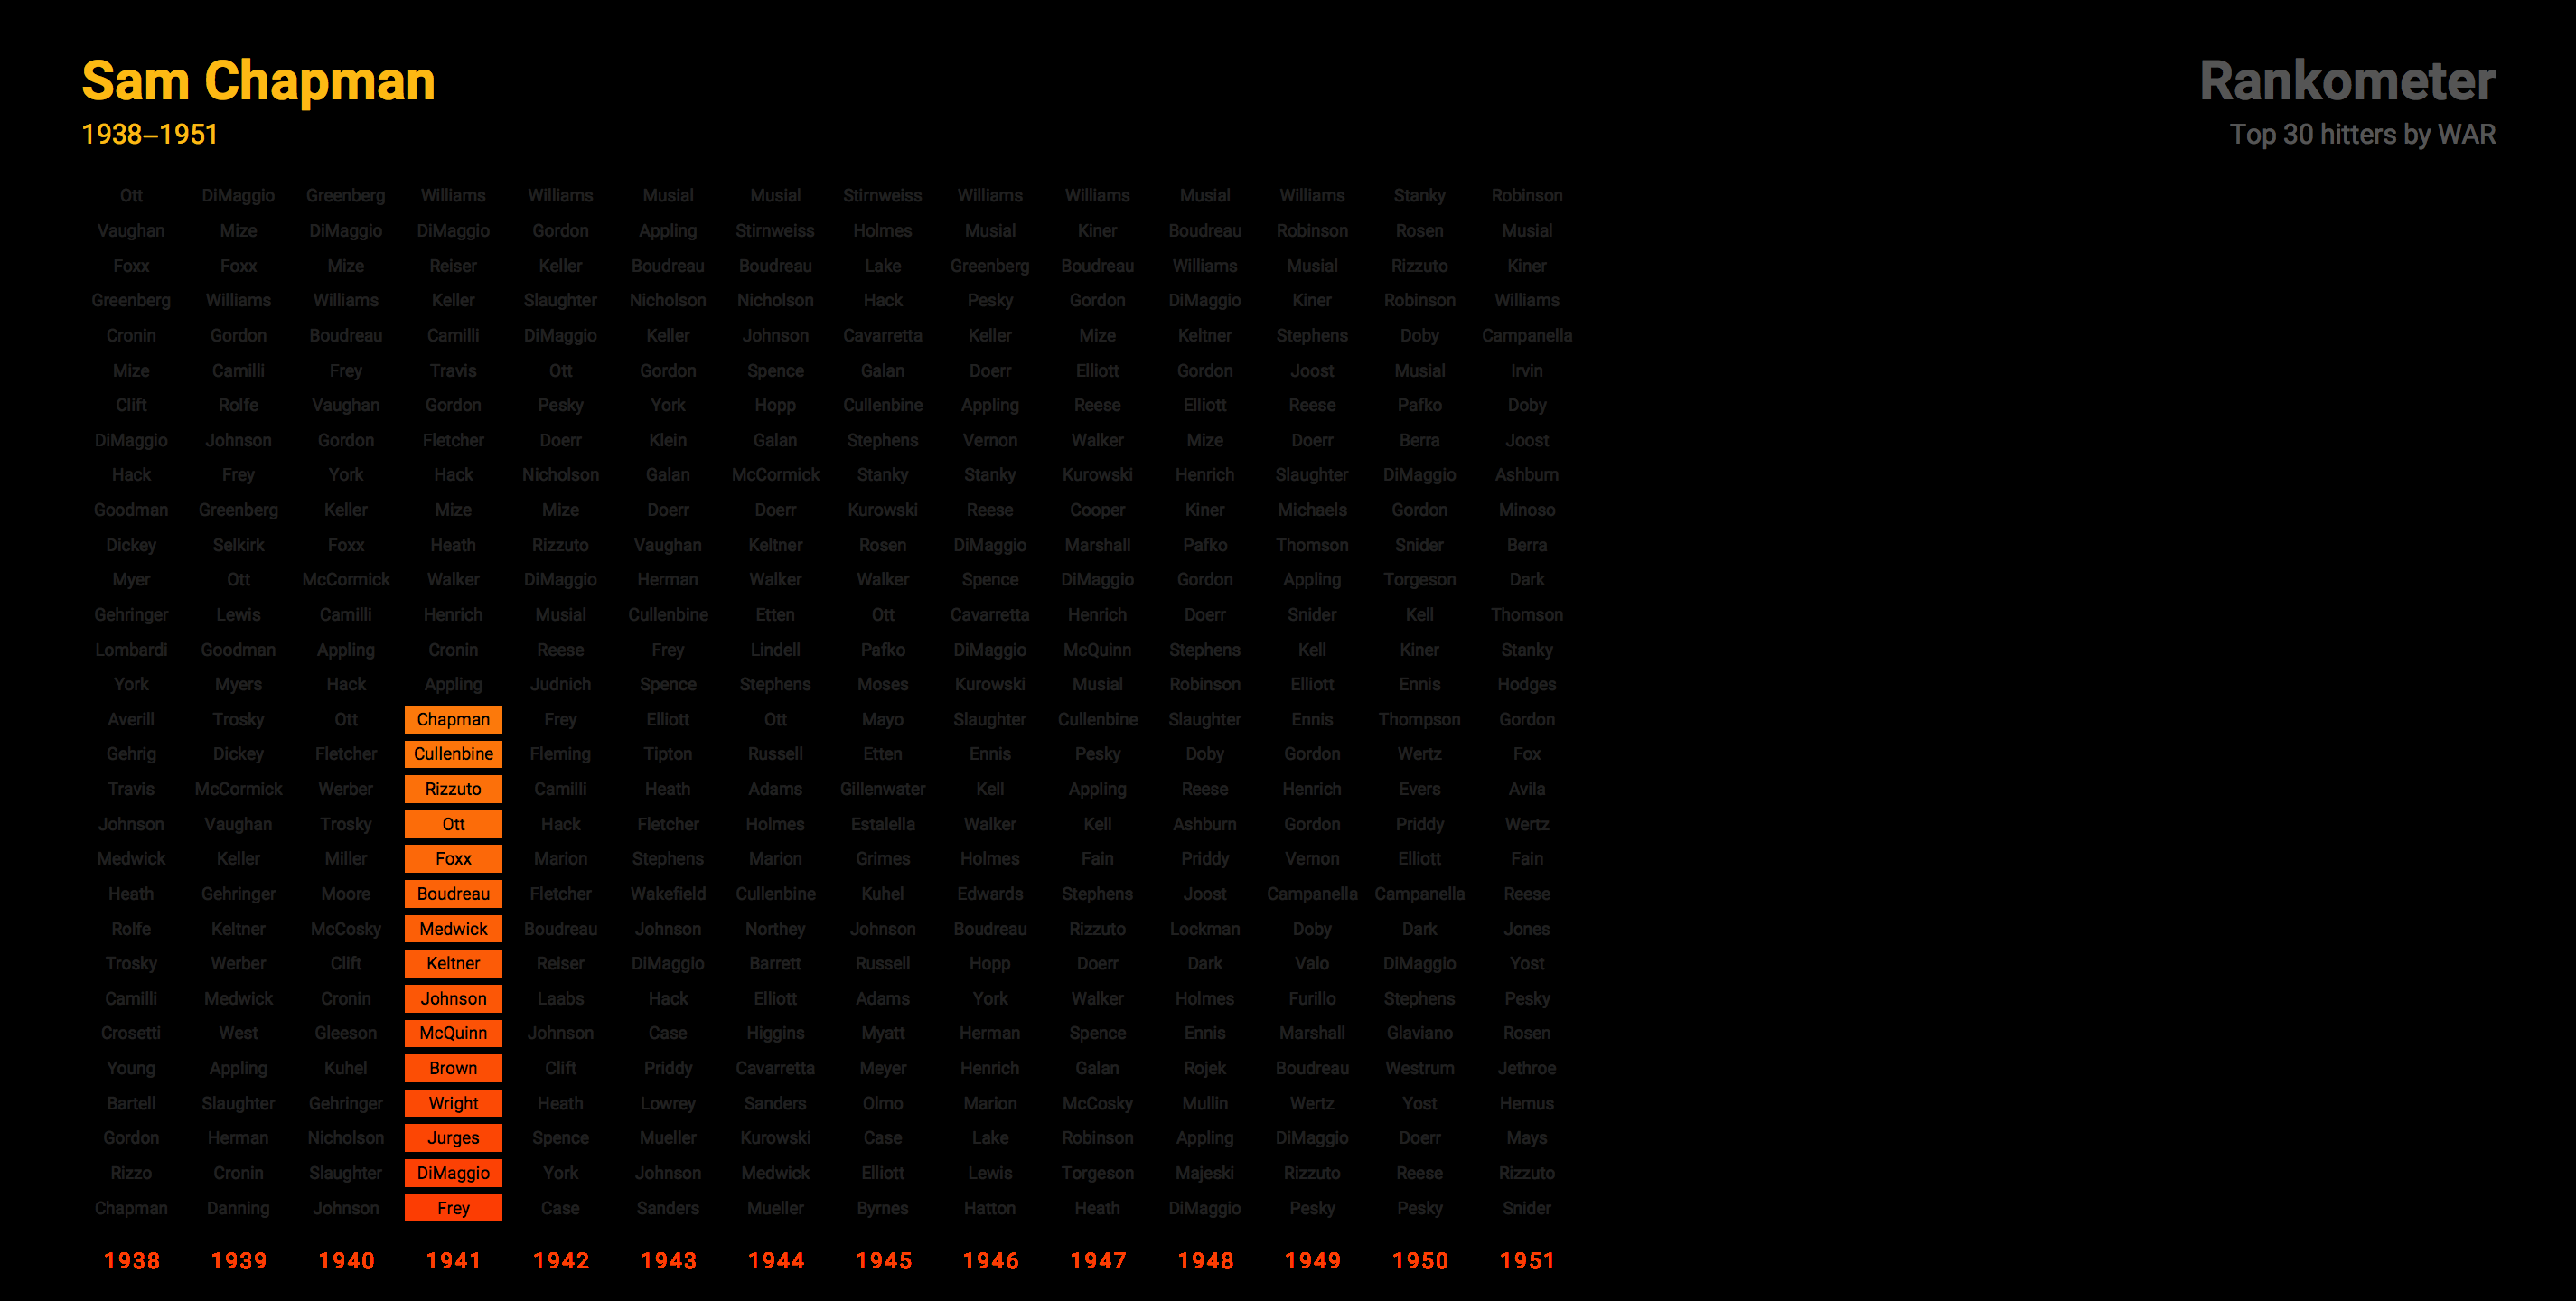 Sam Chapman
1938–1951
Rankometer
Top 30 hitters by WAR
Ott DiMaggio Greenberg Williams Williams Musial Musial Stirnweiss Williams Williams Musial Williams Stanky Robinson
Vaughan Mize DiMaggio DiMaggio Gordon Appling Stirnweiss Holmes Musial Kiner Boudreau Robinson Rosen Musial
Foxx Foxx Mize Reiser Keller Boudreau Boudreau Lake Greenberg Boudreau Williams Musial Rizzuto Kiner
Greenberg Williams Williams Keller Slaughter Nicholson Nicholson Hack Pesky Gordon DiMaggio Kiner Robinson Williams
Cronin Gordon Boudreau Camilli DiMaggio Keller Johnson Cavarretta Keller Mize Keltner Stephens Doby Campanella
Mize Camilli Frey Travis Ott Gordon Spence Galan Doerr Elliott Gordon Joost Musial Irvin
Clift Rolfe Vaughan Gordon Pesky York Hopp Cullenbine Appling Reese Elliott Reese Pafko Doby
DiMaggio Johnson Gordon Fletcher Doerr Klein Galan Stephens Vernon Walker Mize Doerr Berra Joost
Hack Frey York Hack Nicholson Galan McCormick Stanky Stanky Kurowski Henrich Slaughter DiMaggio Ashburn
Goodman Greenberg Keller Mize Mize Doerr Doerr Kurowski Reese Cooper Kiner Michaels Gordon Minoso
Dickey Selkirk Foxx Heath Rizzuto Vaughan Keltner Rosen DiMaggio Marshall Pafko Thomson Snider Berra
Myer Ott McCormick Walker DiMaggio Herman Walker Walker Spence DiMaggio Gordon Appling Torgeson Dark
Gehringer Lewis Camilli Henrich Musial Cullenbine Etten Ott Cavarretta Henrich Doerr Snider Kell Thomson
Lombardi Goodman Appling Cronin Reese Frey Lindell Pafko DiMaggio McQuinn Stephens Kell Kiner Stanky
York Myers Hack Appling Judnich Spence Stephens Moses Kurowski Musial Robinson Elliott Ennis Hodges
Averill Trosky Ott Chapman Frey Elliott Ott Mayo Slaughter Cullenbine Slaughter Ennis Thompson Gordon
Gehrig Dickey Fletcher Cullenbine Fleming Tipton Russell Etten Ennis Pesky Doby Gordon Wertz Fox
Travis McCormick Werber Rizzuto Camilli Heath Adams Gillenwater Kell Appling Reese Henrich Evers Avila
Johnson Vaughan Trosky Ott Hack Fletcher Holmes Estalella Walker Kell Ashburn Gordon Priddy Wertz
Medwick Keller Miller Foxx Marion Stephens Marion Grimes Holmes Fain Priddy Vernon Elliott Fain
Heath Gehringer Moore Boudreau Fletcher Wakefield Cullenbine Kuhel Edwards Stephens Joost Campanella Campanella Reese
Rolfe Keltner McCosky Medwick Boudreau Johnson Northey Johnson Boudreau Rizzuto Lockman Doby Dark Jones
Trosky Werber Clift Keltner Reiser DiMaggio Barrett Russell Hopp Doerr Dark Valo DiMaggio Yost
Camilli Medwick Cronin Johnson Laabs Hack Elliott Adams York Walker Holmes Furillo Stephens Pesky
Crosetti West Gleeson McQuinn Johnson Case Higgins Myatt Herman Spence Ennis Marshall Glaviano Rosen
Young Appling Kuhel Brown Clift Priddy Cavarretta Meyer Henrich Galan Rojek Boudreau Westrum Jethroe
Bartell Slaughter Gehringer Wright Heath Lowrey Sanders Olmo Marion McCosky Mullin Wertz Yost Hemus
Gordon Herman Nicholson Jurges Spence Mueller Kurowski Case Lake Robinson Appling DiMaggio Doerr Mays
Rizzo Cronin Slaughter DiMaggio York Johnson Medwick Elliott Lewis Torgeson Majeski Rizzuto Reese Rizzuto
Chapman Danning Johnson Frey Case Sanders Mueller Byrnes Hatton Heath DiMaggio Pesky Pesky Snider
1938 1939 1940 1941 1942 1943 1944 1945 1946 1947 1948 1949 1950 1951